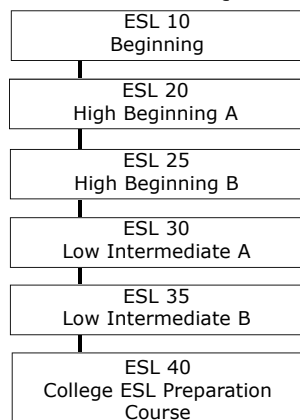 ESL 10
Beginning
ESL 20
High Beginning A
ESL 25
High Beginning B
ESL 30
Low Intermediate A
ESL 35
Low Intermediate B
ESL 40
College ESL Preparation
Course